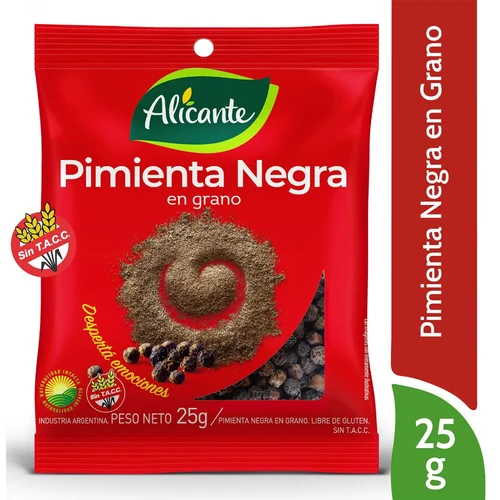 Alicante
Pimienta Negra
en grano
Sin T.A.C.C.
Despertá emociones
Sin T.A.C.C.
INDUSTRIA ARGENTINA. PESO NETO 25g / PIMIENTA NEGRA EN GRANO, LIBRE DE GLUTEN,
SIN T.A.C.C.
Pimienta Negra en Grano
25
g